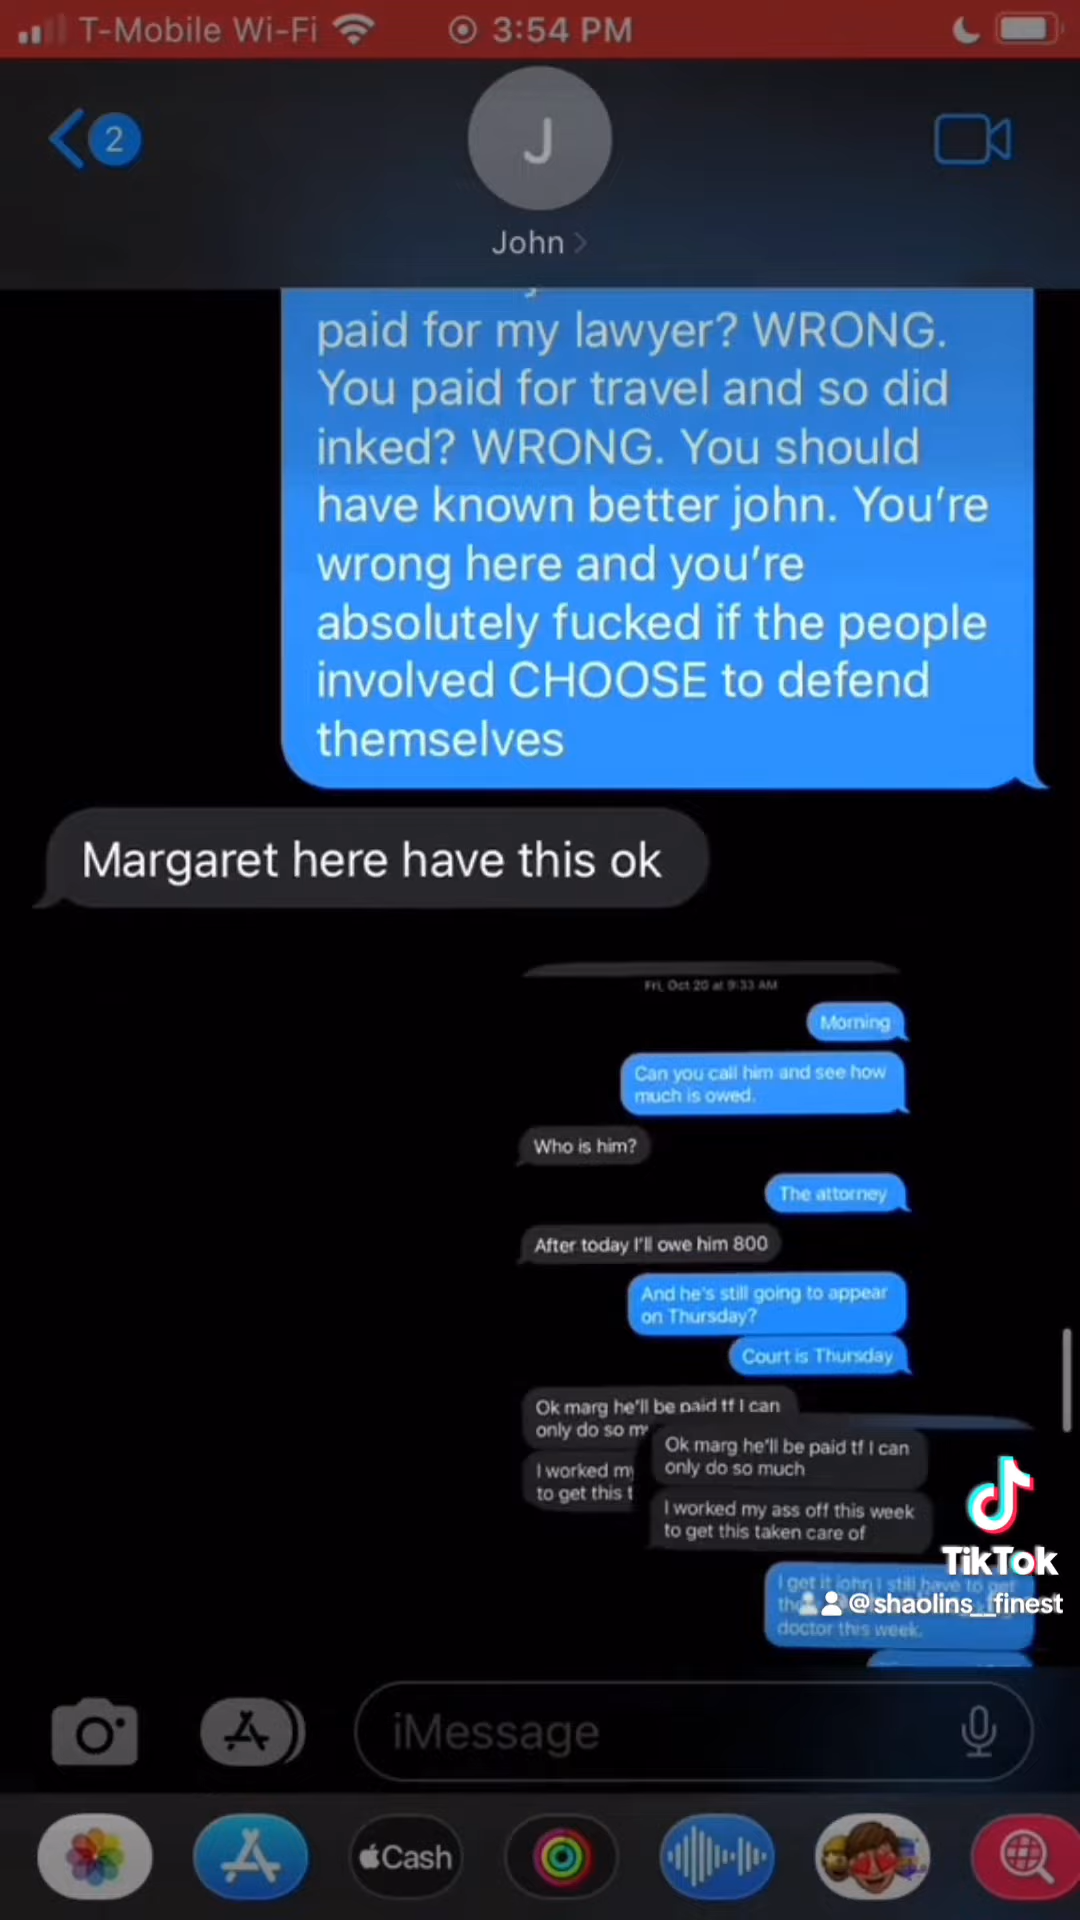 T-Mobile Wi-Fi 3:54 PM
2
J
John
paid for my lawyer? WRONG.
You paid for travel and so did
inked? WRONG. You should
have known better john. You're
wrong here and you're
absolutely fucked if the people
involved CHOOSE to defend
themselves
Margaret here have this ok
Fri, Oct 20 at 9:33 AM
Morning
Can you call him and see how
much is owed.
Who is him?
The attorney
After today I'll owe him 800
And he's still going to appear
on Thursday?
Court is Thursday
Ok marg he'll be paid tf I can
only do so
I worked my
to get this
Ok marg he'll be paid tf I can
only do so much
I worked my ass off this week
to get this taken care of
I get it john I still have to get
doctor this week.
TikTok
@shaolins__finest
iMessage
Cash